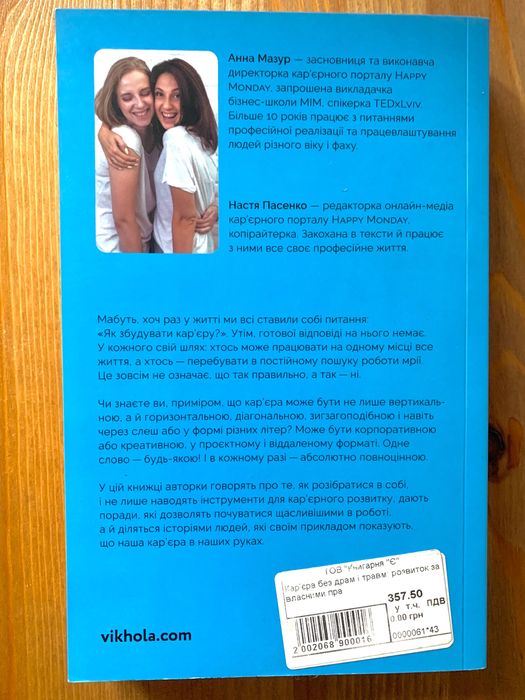 Анна Мазур — засновниця та виконавча
директорка кар'єрного порталу HAPPY
MONDAY, запрошена викладачка
бізнес-школи МІМ, спікерка TEDxLviv.
Більше 10 років працює з питаннями
професійної реалізації та працевлаштування
людей різного віку і фаху.
Настя Пасенко — редакторка онлайн-медіа
кар'єрного порталу HAPPY MONDAY,
копірайтерка. Закохана в тексти й працює
з ними все своє професійне життя.
Мабуть, хоч раз у житті ми всі ставили собі питання:
«Як збудувати кар'єру?». Утім, готової відповіді на нього немає.
У кожного свій шлях: хтось може працювати на одному місці все
життя, а хтось — перебувати в постійному пошуку роботи мрії.
Це зовсім не означає, що так правильно, а так — ні.
Чи знаєте ви, приміром, що кар'єра може бути не лише вертикаль-
ною, а й горизонтальною, діагональною, зигзагоподібною і навіть
через слеш або у формі різних літер? Може бути корпоративною
або креативною, у проєктному і віддаленому форматі. Одне
слово — будь-якою! І в кожному разі — абсолютно повноцінною.
У цій книжці авторки говорять про те, як розібратися в собі,
і не лише наводять інструменти для кар'єрного розвитку, дають
поради, які дозволять почуватися щасливішими в роботі,
а й діляться історіями людей, які своїм прикладом показують,
що наша кар'єра в наших руках.
ТОВ "Книгарня "Є"
Кар'єра без драм і травм: розвиток за
власними пра
357.50
у т.ч. ПДВ
0.00 грн
2 002068 900016
0000061*43
vikhola.com